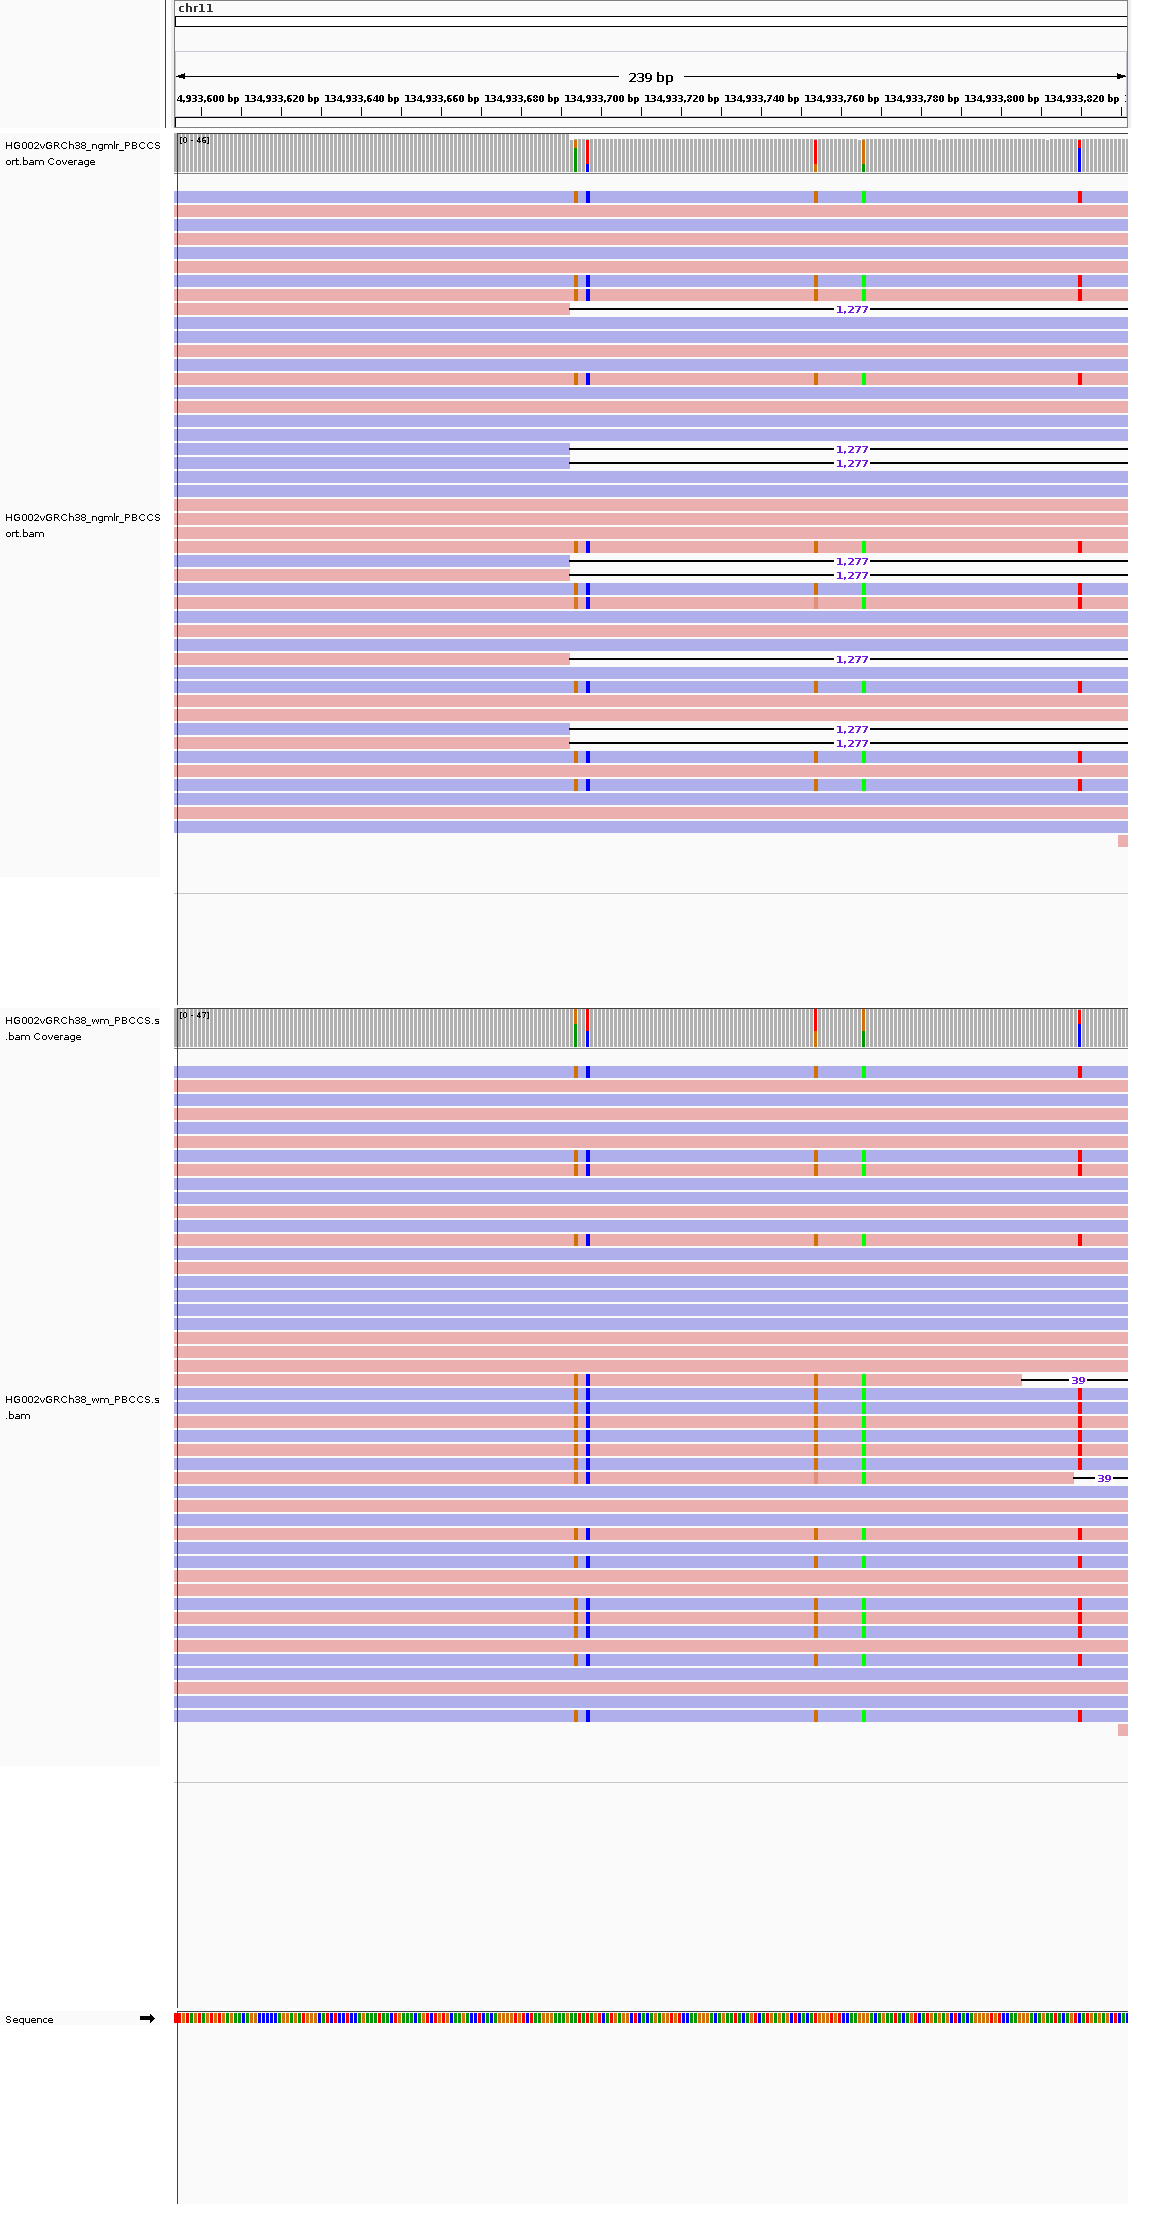 chr11
239 bp
4,933,600 bp 134,933,620 bp 134,933,640 bp 134,933,660 bp 134,933,680 bp 134,933,700 bp 134,933,720 bp 134,933,740 bp 134,933,760 bp 134,933,780 bp 134,933,800 bp 134,933,820 bp
HG002vGRCh38_ngmlr_PBCCS
ort.bam Coverage
[0 - 46]
1,277
1,277
1,277
HG002vGRCh38_ngmlr_PBCCS
ort.bam
1,277
1,277
1,277
1,277
1,277
HG002vGRCh38_wm_PBCCS.s
.bam Coverage
[0 - 47]
39
HG002vGRCh38_wm_PBCCS.s
.bam
39
Sequence